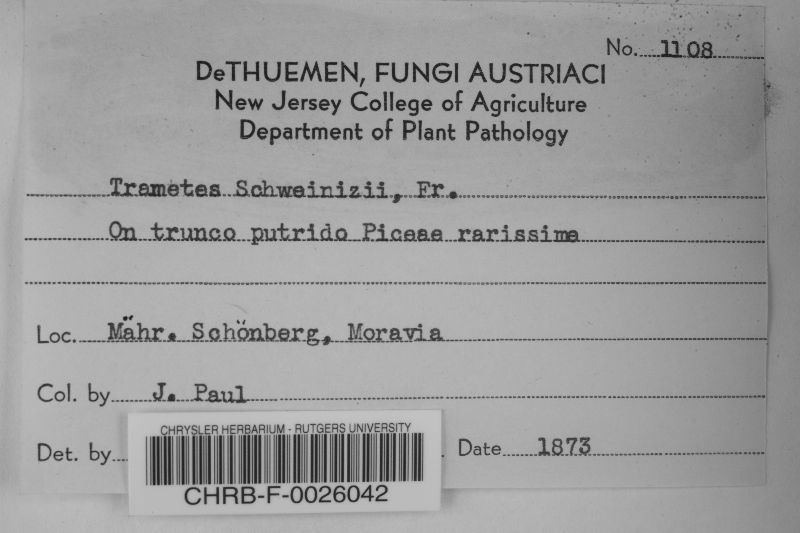 No. 1108
DeTHUEMEN, FUNGI AUSTRIACI
New Jersey College of Agriculture
Department of Plant Pathology
Trametes Schweinizii, Fr.
On trunco putrido Piceae rarissime
Loc. Mähr. Schönberg, Moravia
Col. by J. Paul
Det. by
Date 1873
CHRYSLER HERBARIUM - RUTGERS UNIVERSITY
CHRB-F-0026042